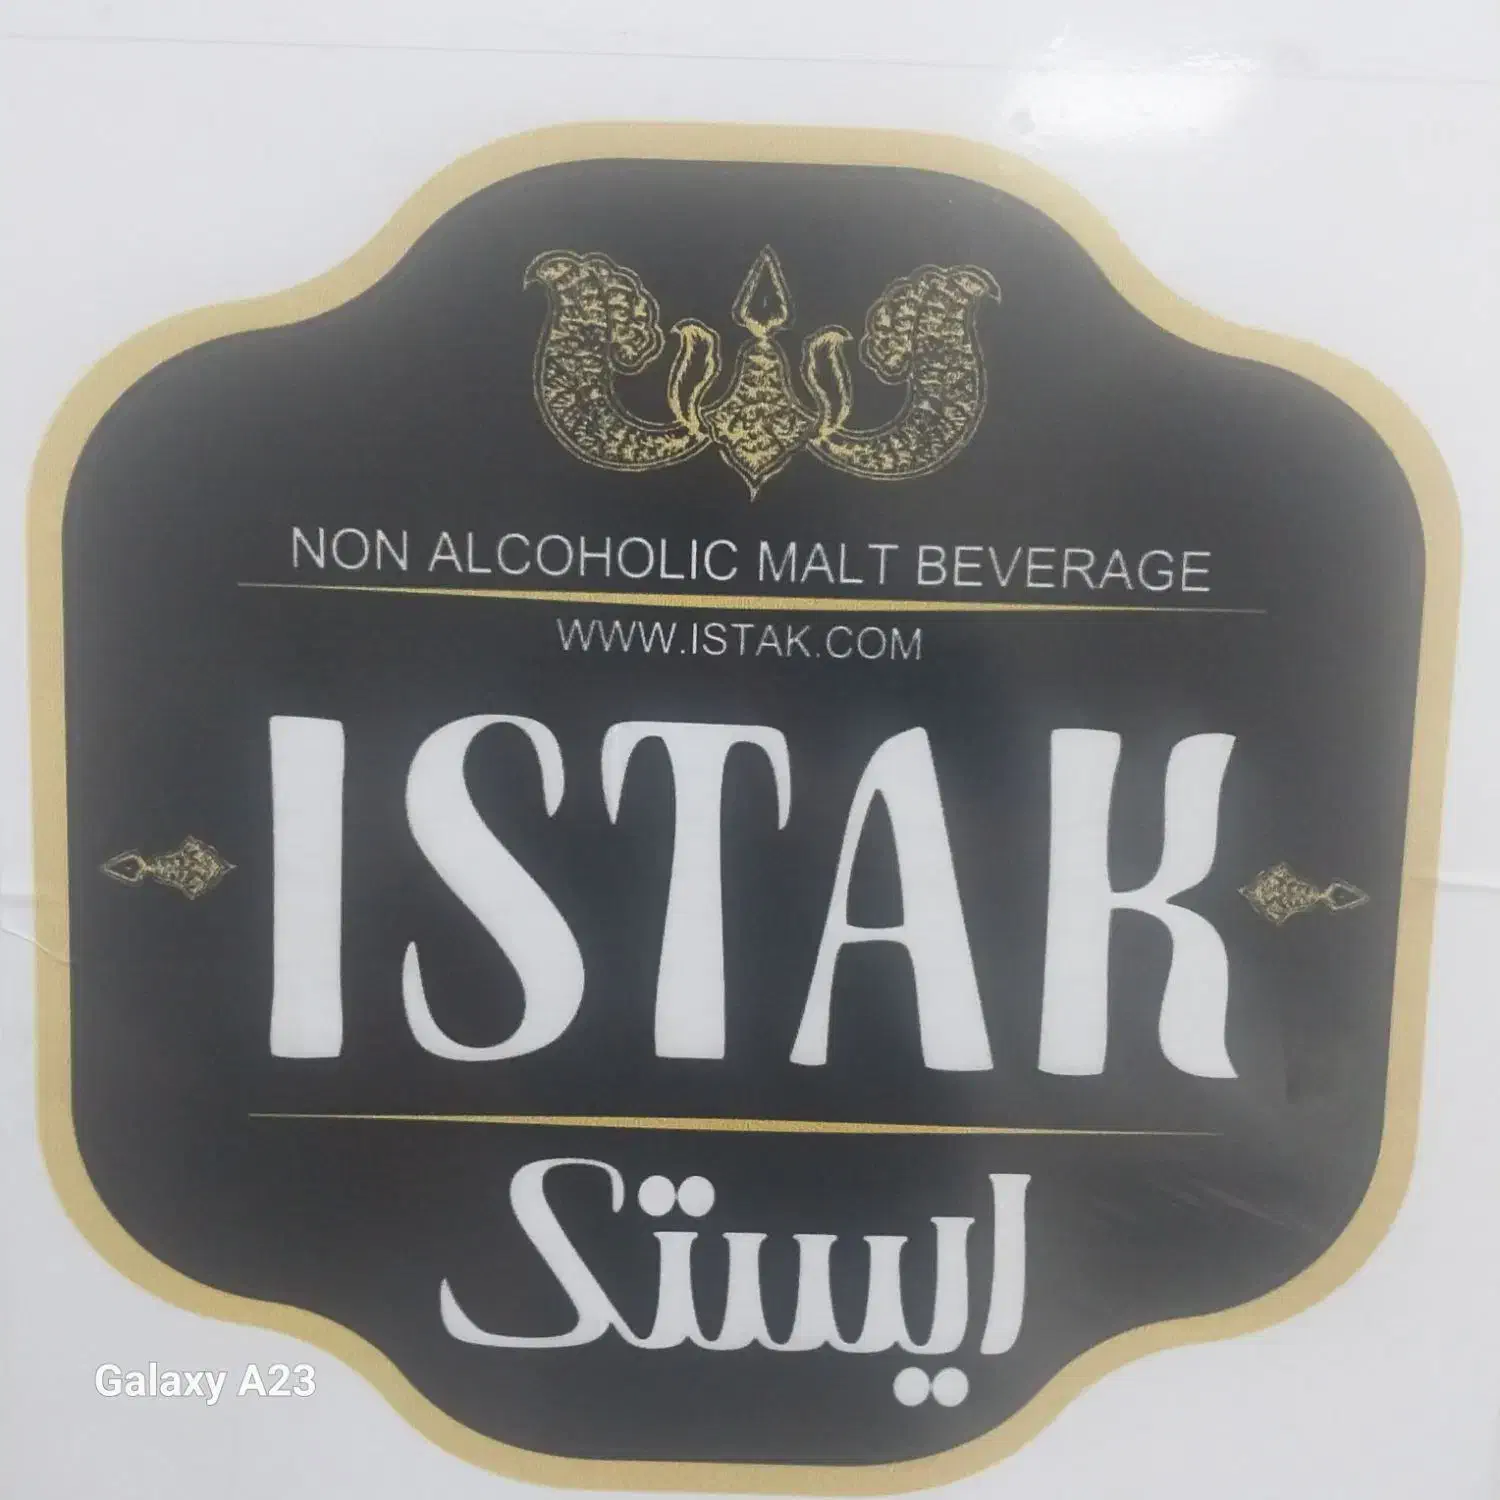 NON ALCOHOLIC MALT BEVERAGE
WWW.ISTAK.COM
ISTAK
ایستک
Galaxy A23